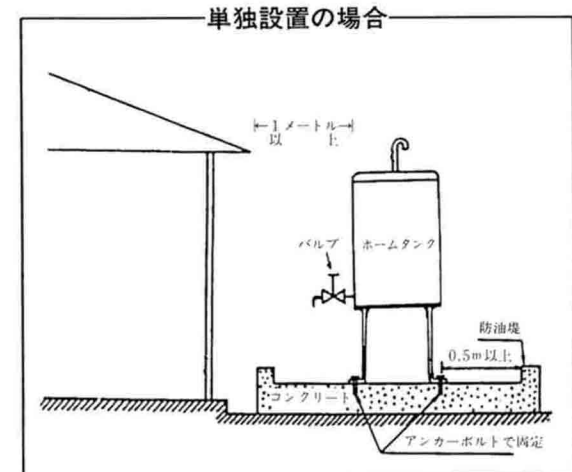 単独設置の場合
1メートル
以上
バルブ
ホームタンク
防油堤
0.5m以上
コンクリート
アンカーボルトで固定